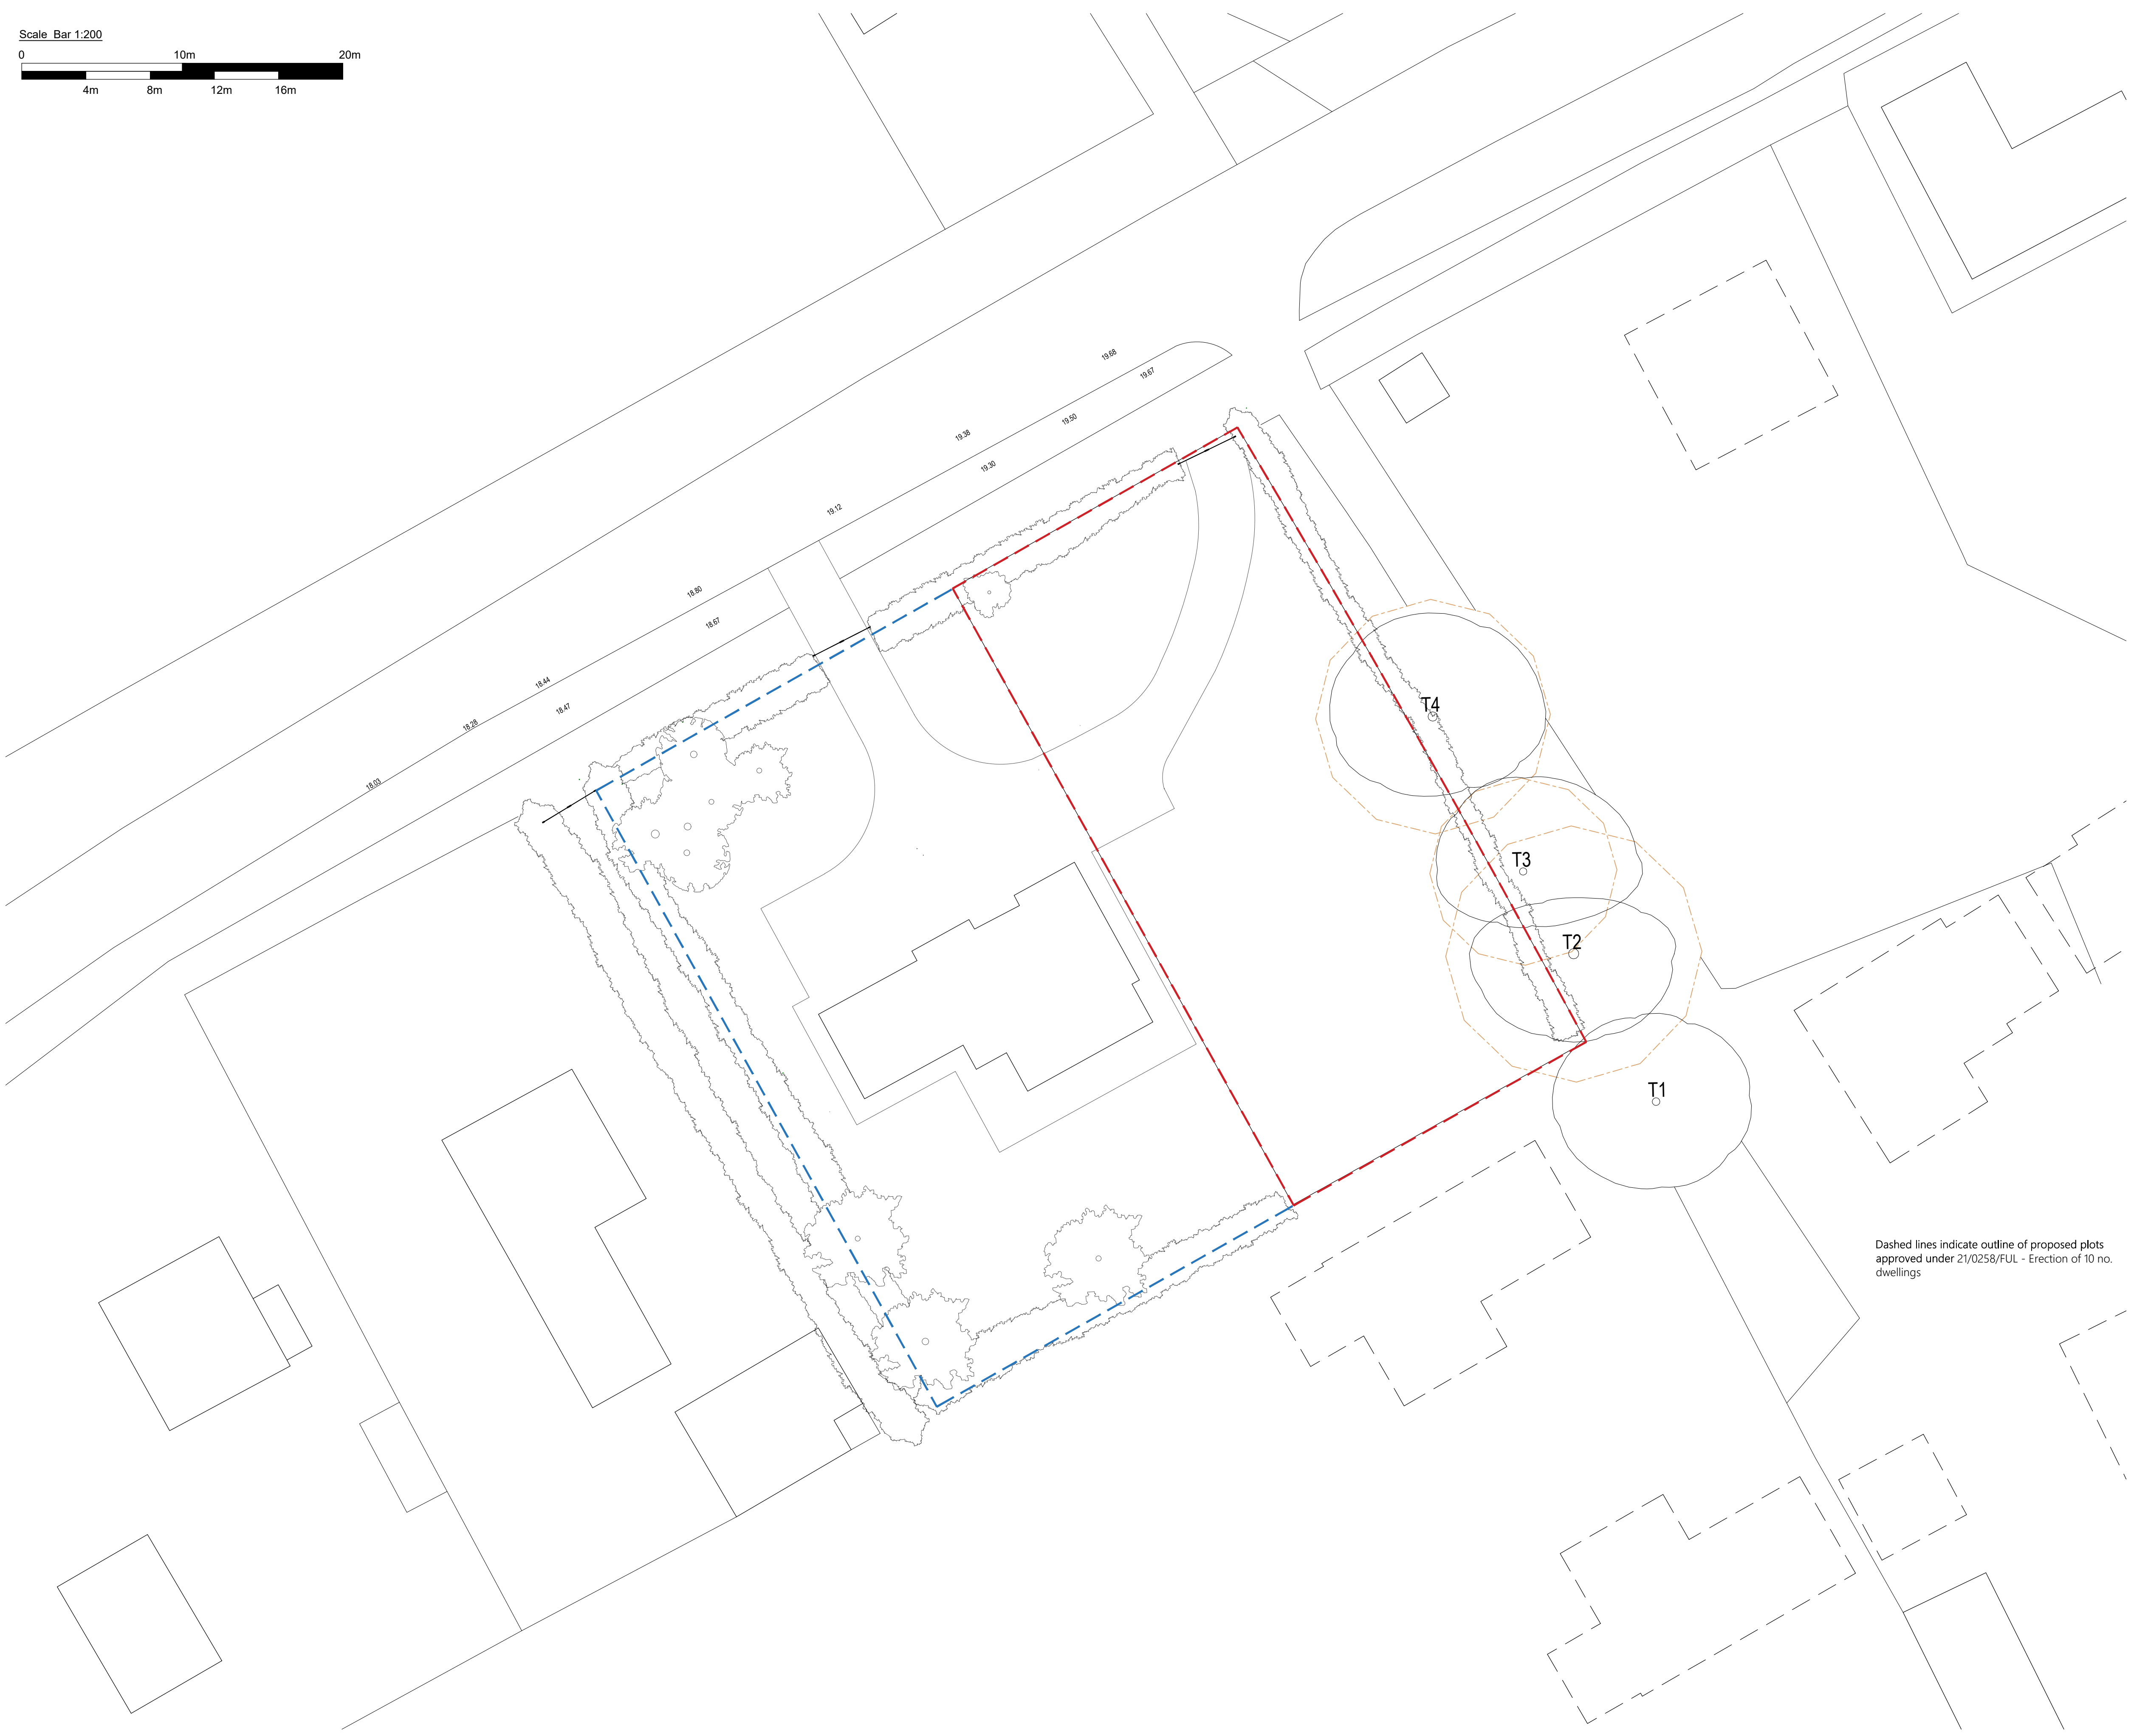 Scale Bar 1:200
0 10m 20m
4m 8m 12m 16m
19.68
19.67
19.50
19.38
19.30
19.12
18.80
18.67
18.44
18.47
18.28
18.03
T4
T3
T2
T1
Dashed lines indicate outline of proposed plots
approved under 21/0258/FUL - Erection of 10 no.
dwellings